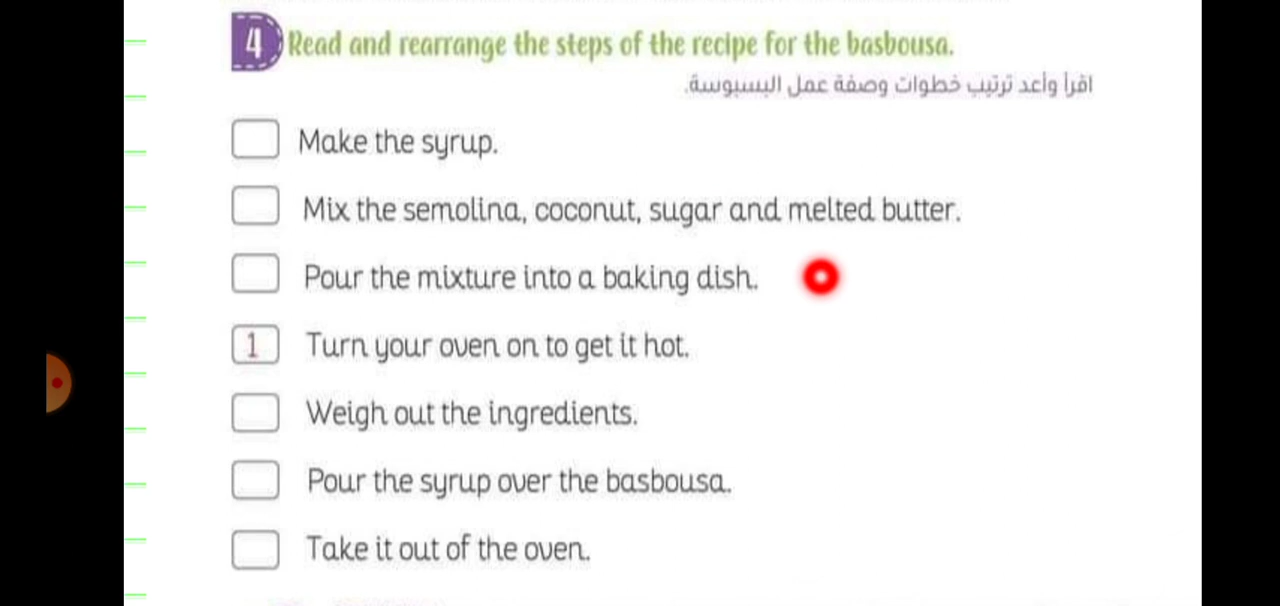 4 Read and rearrange the steps of the recipe for the basbousa.
اقرأ وأعد ترتيب خطوات وصفة عمل البسبوسة.
Make the syrup.
Mix the semolina, coconut, sugar and melted butter.
Pour the mixture into a baking dish.
1 Turn your oven on to get it hot.
Weigh out the ingredients.
Pour the syrup over the basbousa.
Take it out of the oven.